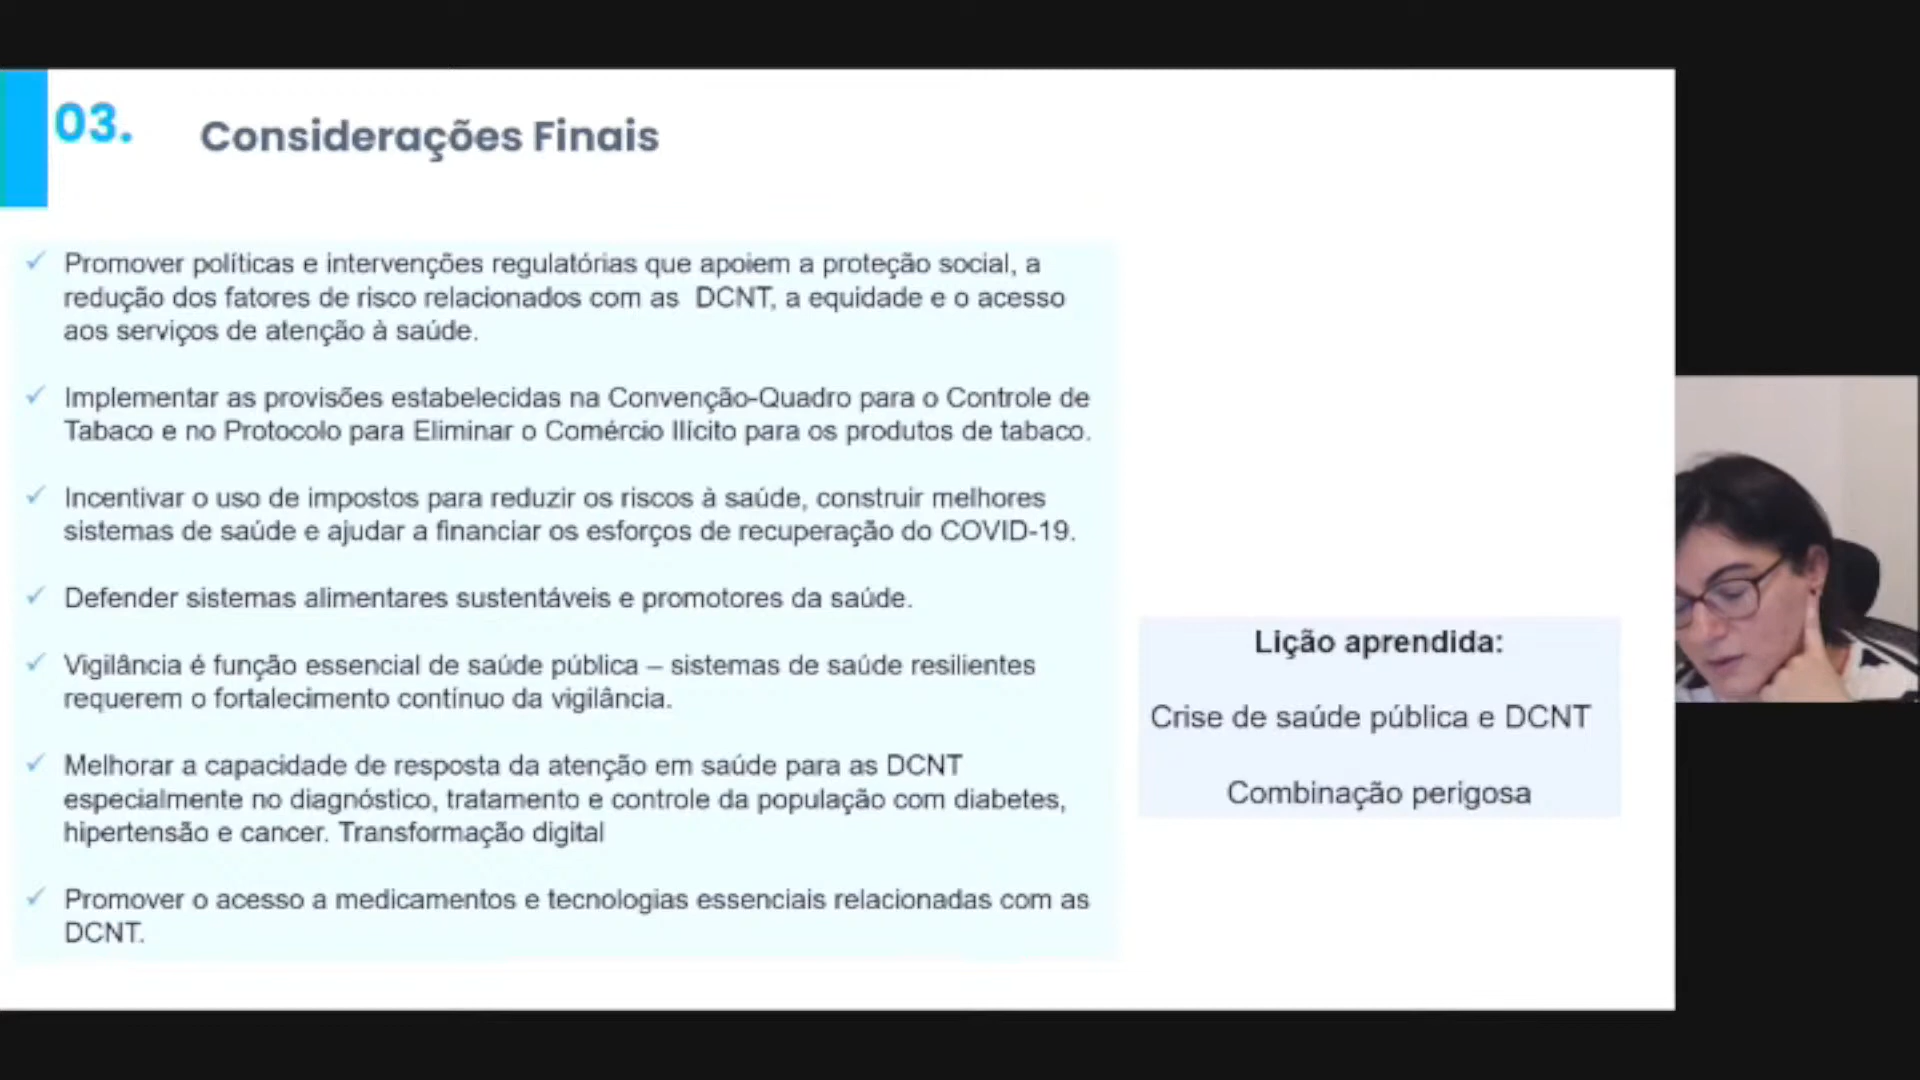 03.
Considerações Finais
✓ Promover políticas e intervenções regulatórias que apoiem a proteção social, a
redução dos fatores de risco relacionados com as DCNT, a equidade e o acesso
aos serviços de atenção à saúde.
✓ Implementar as provisões estabelecidas na Convenção-Quadro para o Controle de
Tabaco e no Protocolo para Eliminar o Comércio Ilícito para os produtos de tabaco.
✓ Incentivar o uso de impostos para reduzir os riscos à saúde, construir melhores
sistemas de saúde e ajudar a financiar os esforços de recuperação do COVID-19.
✓ Defender sistemas alimentares sustentáveis e promotores da saúde.
✓ Vigilância é função essencial de saúde pública – sistemas de saúde resilientes
requerem o fortalecimento contínuo da vigilância.
✓ Melhorar a capacidade de resposta da atenção em saúde para as DCNT
especialmente no diagnóstico, tratamento e controle da população com diabetes,
hipertensão e cancer. Transformação digital
✓ Promover o acesso a medicamentos e tecnologias essenciais relacionadas com as
DCNT.
Lição aprendida:
Crise de saúde pública e DCNT
Combinação perigosa